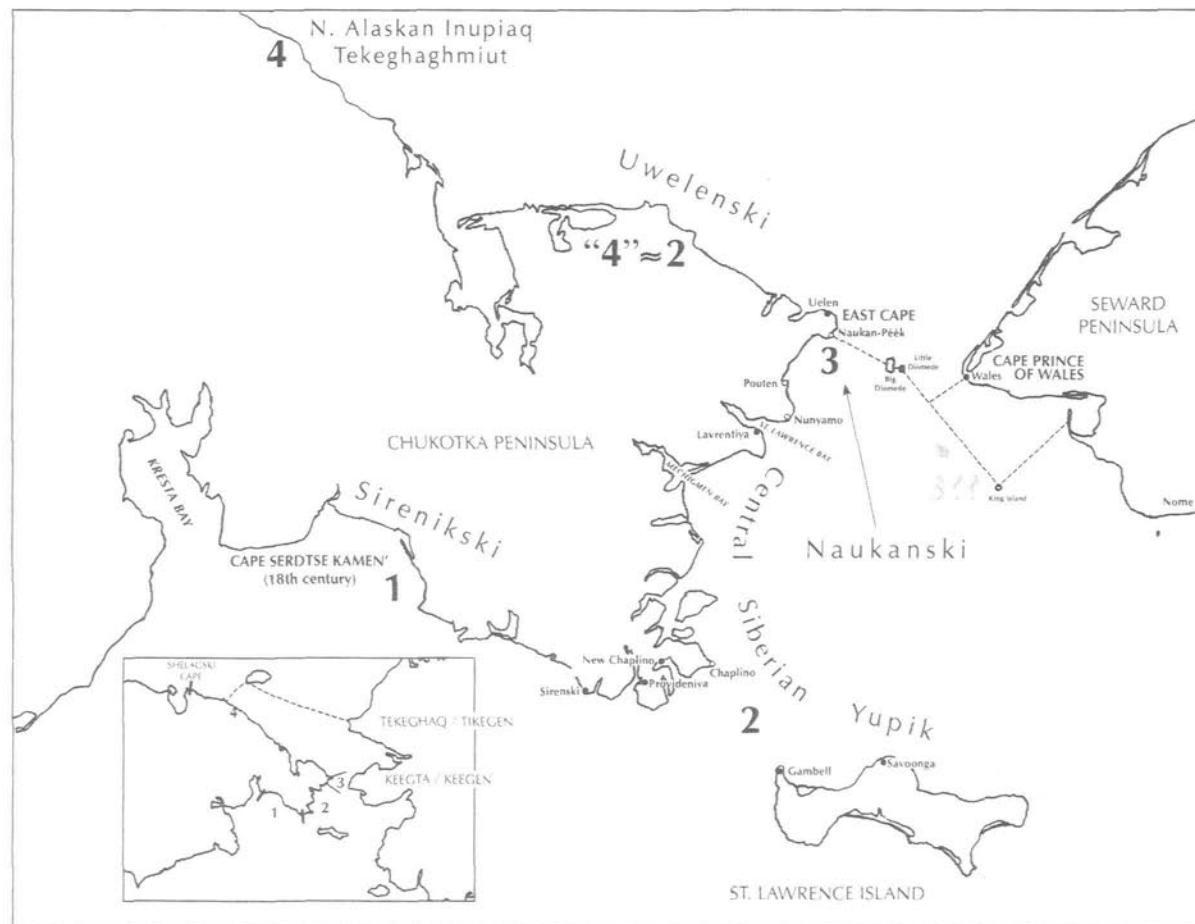 N. Alaskan Inupiaq
Tekeghaghmiut
4
Uwelenski
"4"≈2
Uelen
EAST CAPE
Naukan-Péék
3
Little
Diomede
Big
Diomede
SEWARD
PENINSULA
CAPE PRINCE
OF WALES
Wales
Pouten
Nunyamo
Lavrentiya
ST. LAWRENCE BAY
MECHIGMEN BAY
CHUKOTKA PENINSULA
KRESTA BAY
King Island
Nome
Sirenikski
CAPE SERDTSE KAMEN'
(18th century)
1
Naukanski
Central
Siberian
Yupik
2
New Chaplino
Chaplino
Provideniya
Sirenski
Gambell
Savoonga
ST. LAWRENCE ISLAND
SHELAGSKI
CAPE
4
TEKEGHAQ / TIKEGEN
KEEGTA / KEEGEN
3
1
2